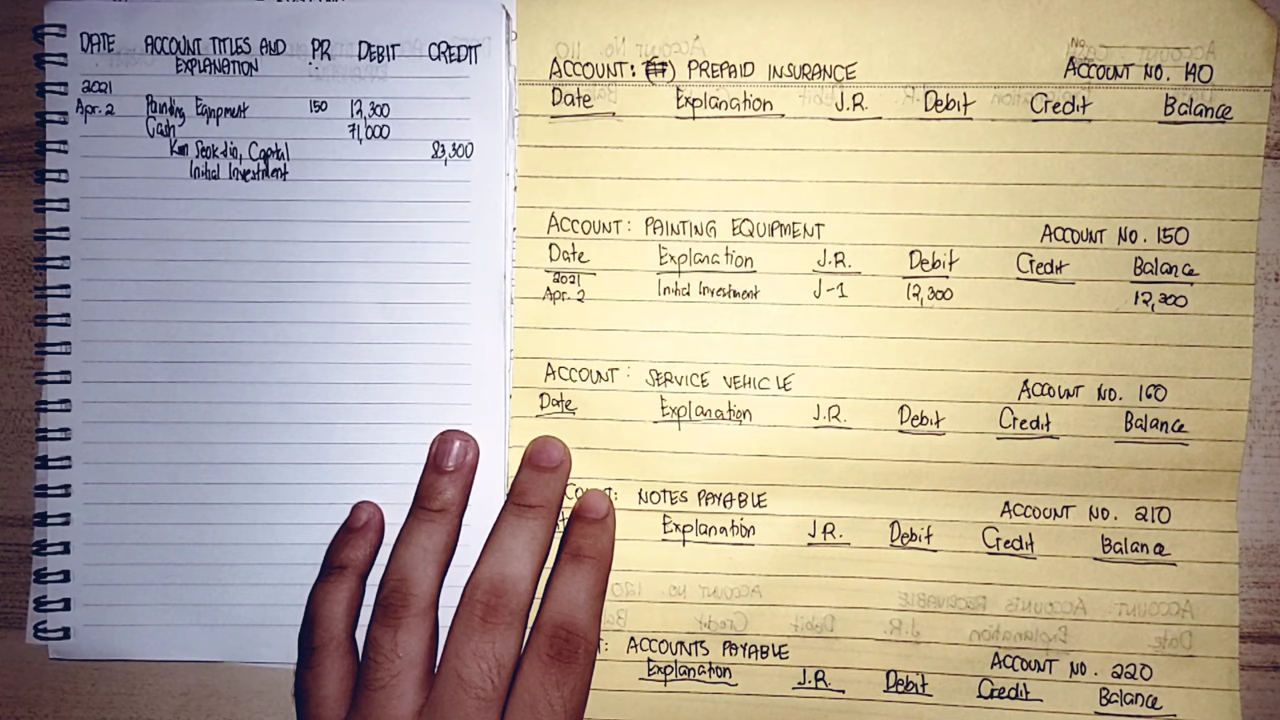 DATE ACCOUNT TITLES AND PR DEBIT CREDIT
EXPLANATION
2021
Apr. 2 Painting Eqnpment 150 12,300
Cash 71,000
Kim Seok-Jin, Capital 83,300
Initial Investment
ACCOUNT: PREPAID INSURANCE ACCOUNT NO. 140
Date Explanation J.R. Debit Credit Balance
ACCOUNT: PAINTING EQUIPMENT ACCOUNT NO. 150
Date Explanation J.R. Debit Credit Balance
2021
Apr. 2 Initial Investment J-1 12,300 12,300
ACCOUNT: SERVICE VEHICLE ACCOUNT NO. 160
Date Explanation J.R. Debit Credit Balance
NOTES PAYABLE ACCOUNT NO. 210
Explanation J.R. Debit Credit Balance
ACCOUNTS PAYABLE ACCOUNT NO. 220
Explanation J.R. Debit Credit Balance